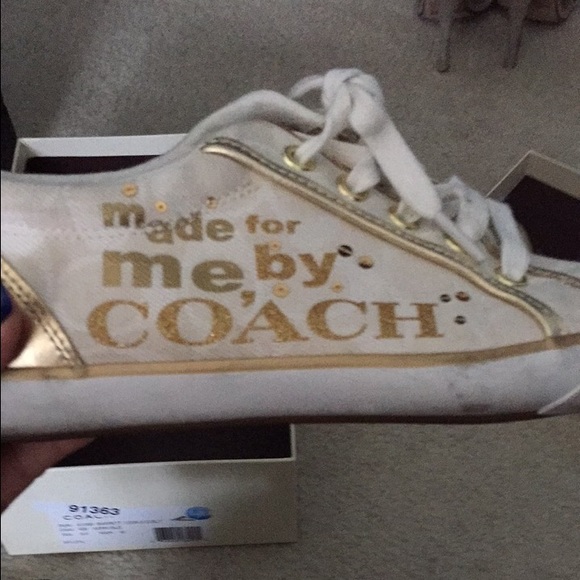 made for
me, by
COACH
91363
COACH